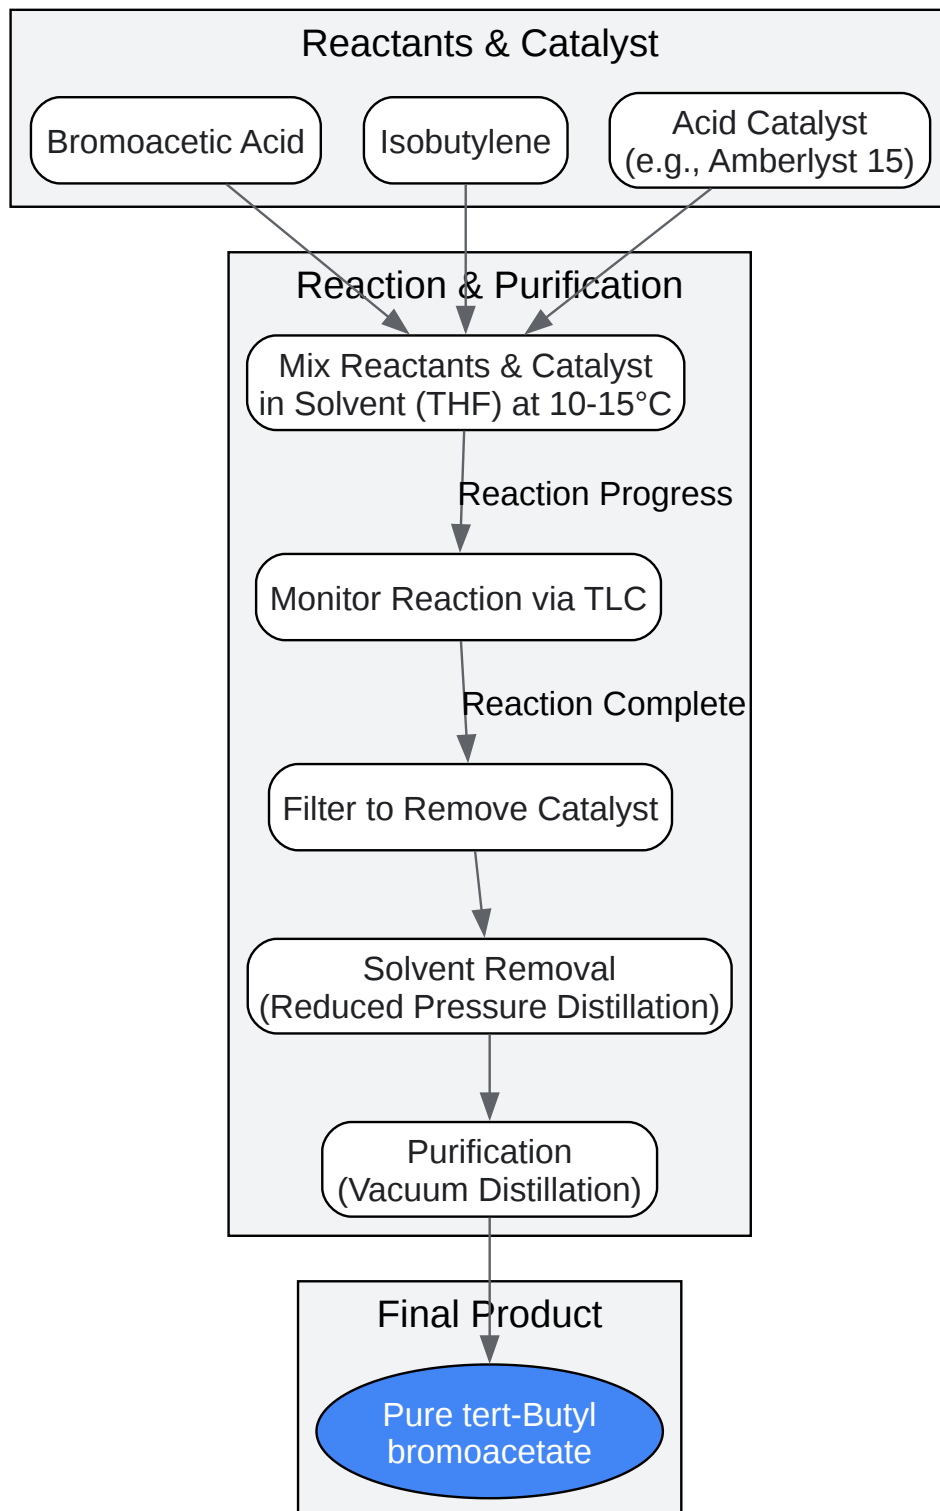 Reactants & Catalyst
Bromoacetic Acid
Isobutylene
Acid Catalyst
(e.g., Amberlyst 15)
Reaction & Purification
Mix Reactants & Catalyst
in Solvent (THF) at 10-15°C
Reaction Progress
Monitor Reaction via TLC
Reaction Complete
Filter to Remove Catalyst
Solvent Removal
(Reduced Pressure Distillation)
Purification
(Vacuum Distillation)
Final Product
Pure tert-Butyl
bromoacetate